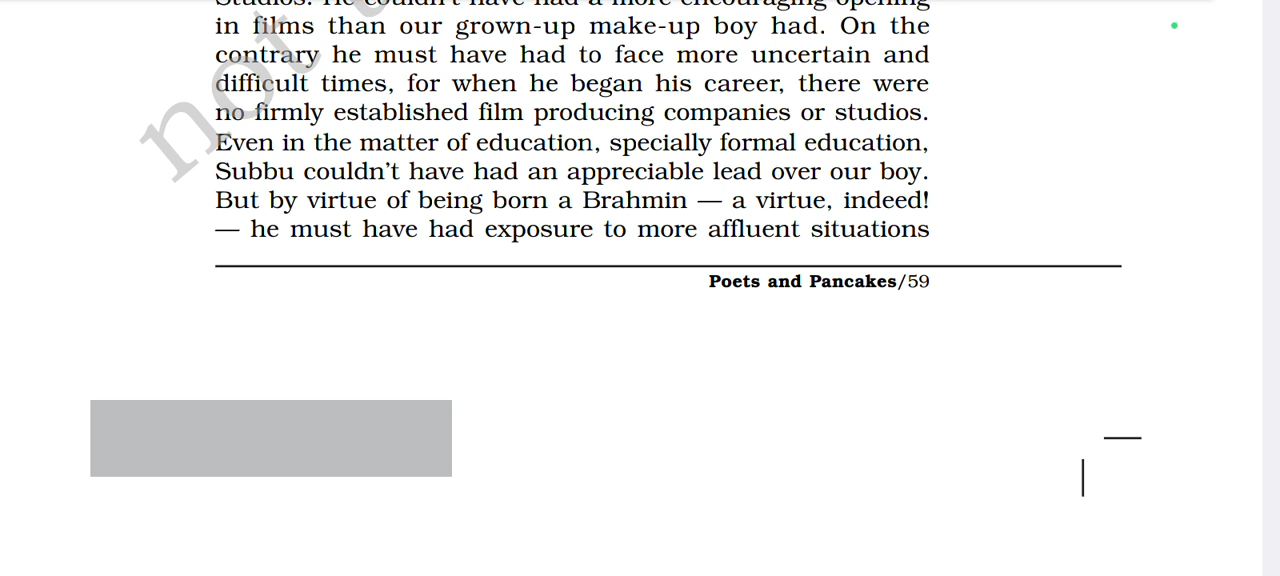 in films than our grown-up make-up boy had. On the
contrary he must have had to face more uncertain and
difficult times, for when he began his career, there were
no firmly established film producing companies or studios.
Even in the matter of education, specially formal education,
Subbu couldn’t have had an appreciable lead over our boy.
But by virtue of being born a Brahmin — a virtue, indeed!
— he must have had exposure to more affluent situations
Poets and Pancakes/59
not